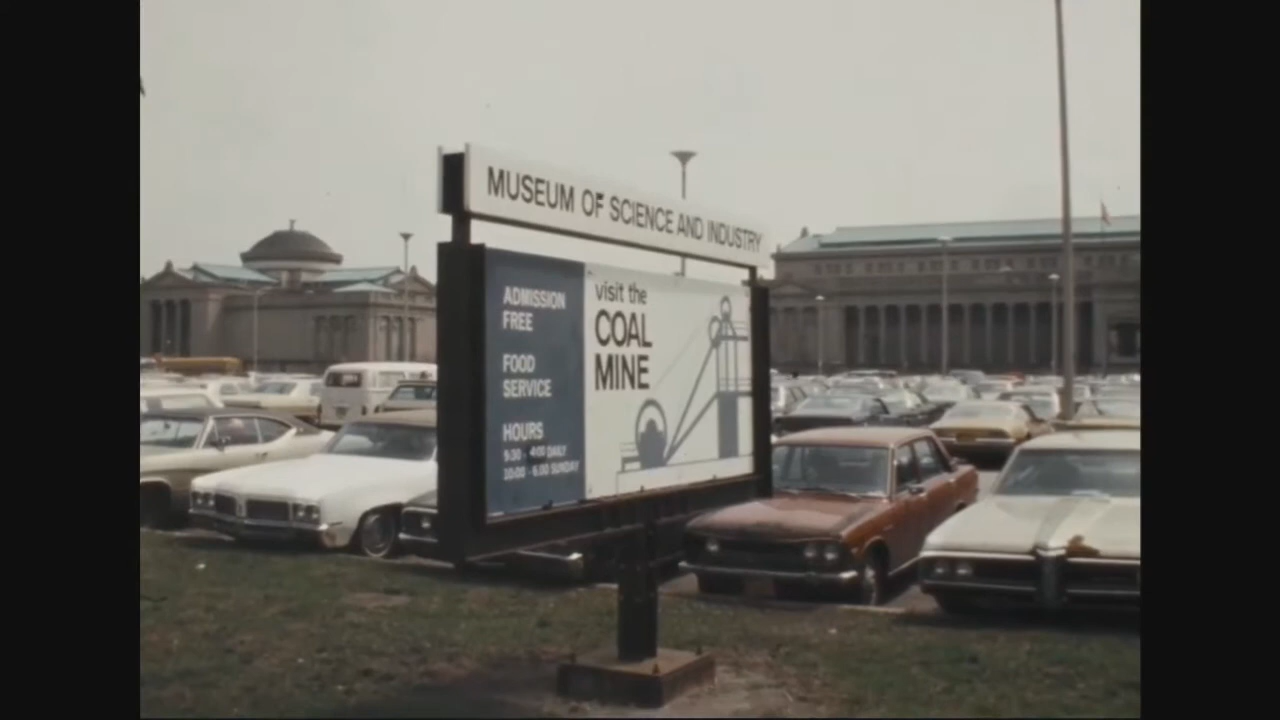 MUSEUM OF SCIENCE AND INDUSTRY
ADMISSION
FREE
FOOD
SERVICE
HOURS
9:30 - 4:00 DAILY
10:00 - 6:00 SUNDAY
visit the
COAL
MINE